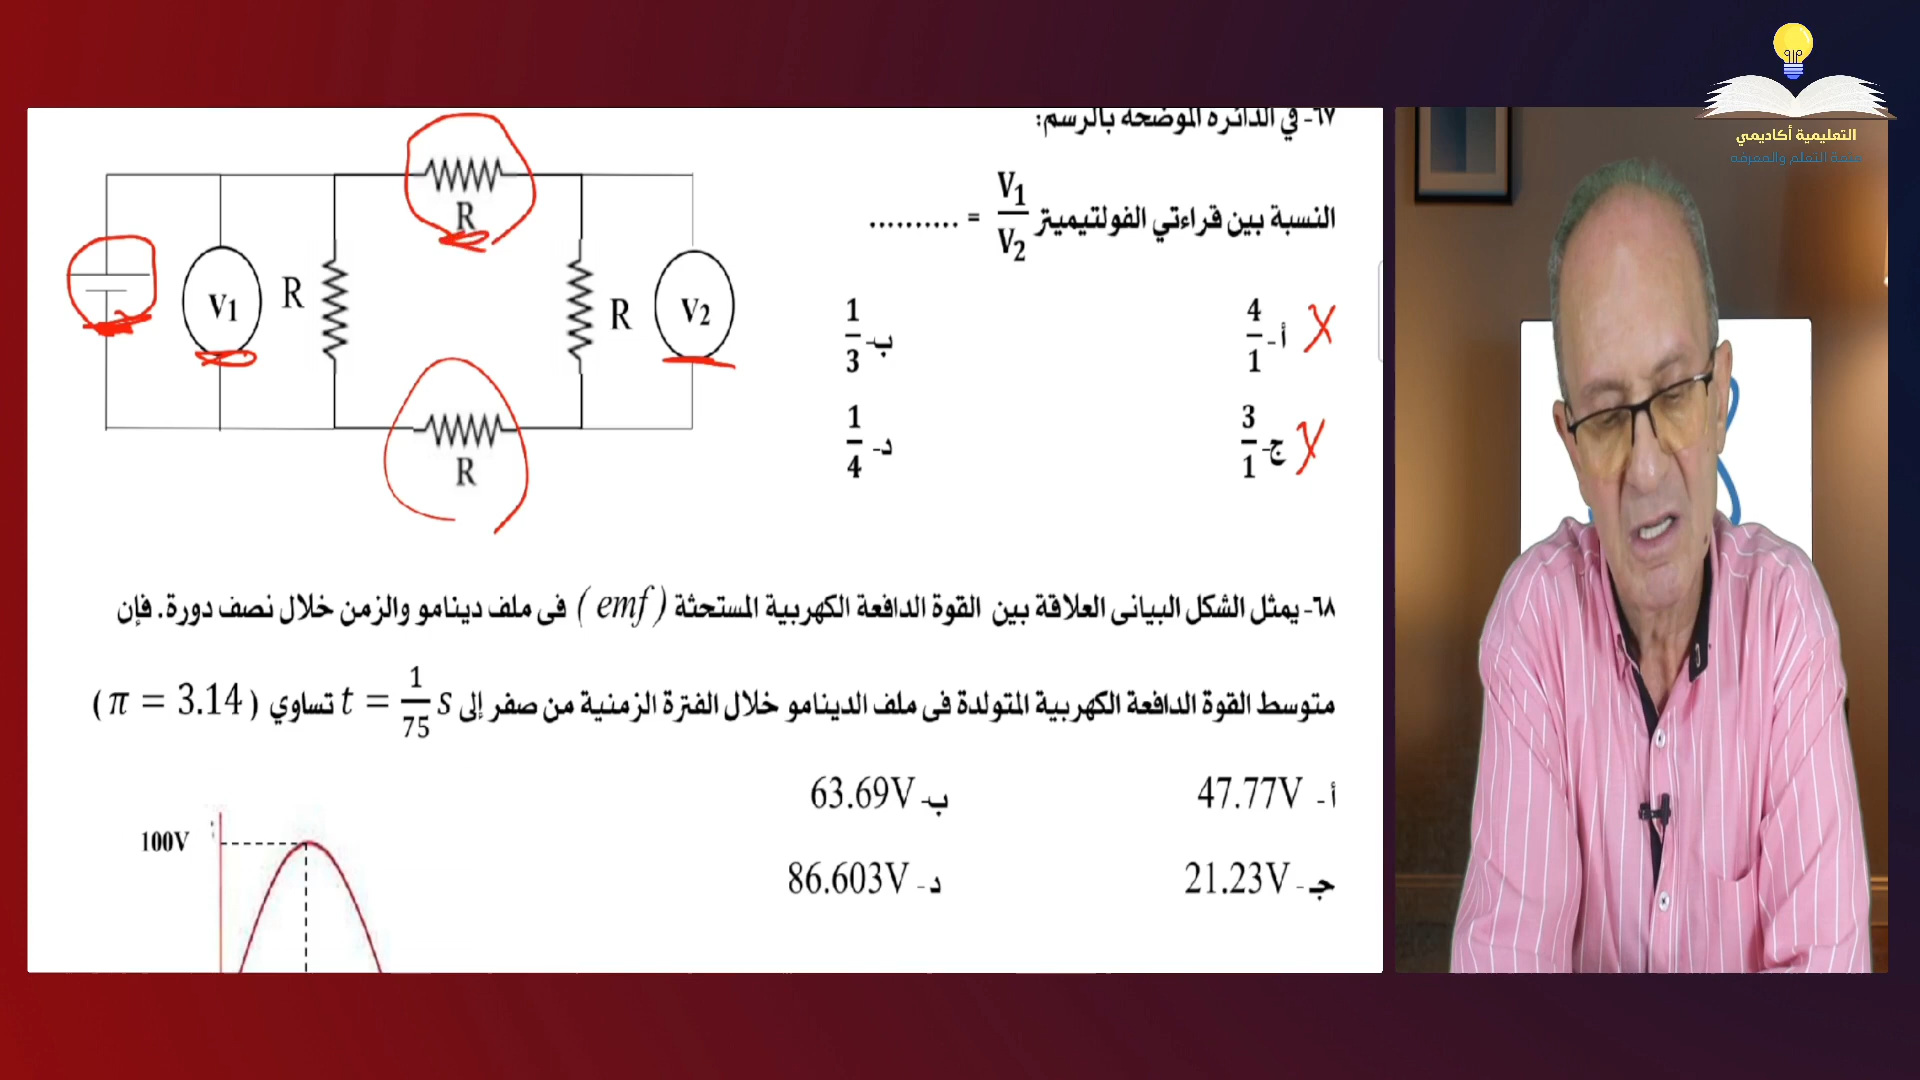 التعليمية أكاديمي
قمة التعلم والمعرفه
٦٧- في الدائرة الموضحة بالرسم:
النسبة بين قراءتي الفولتيميتر V1/V2 = ..........
أ- 4/1
ب- 1/3
ج- 3/1
د- 1/4
R
V1
R
R
V2
R
٦٨- يمثل الشكل البيانى العلاقة بين القوة الدافعة الكهربية المستحثة (emf) فى ملف دينامو والزمن خلال نصف دورة. فإن
متوسط القوة الدافعة الكهربية المتولدة فى ملف الدينامو خلال الفترة الزمنية من صفر إلى t = 1/75 s تساوي (π = 3.14)
أ- 47.77V
ب- 63.69V
جـ- 21.23V
د- 86.603V
100V